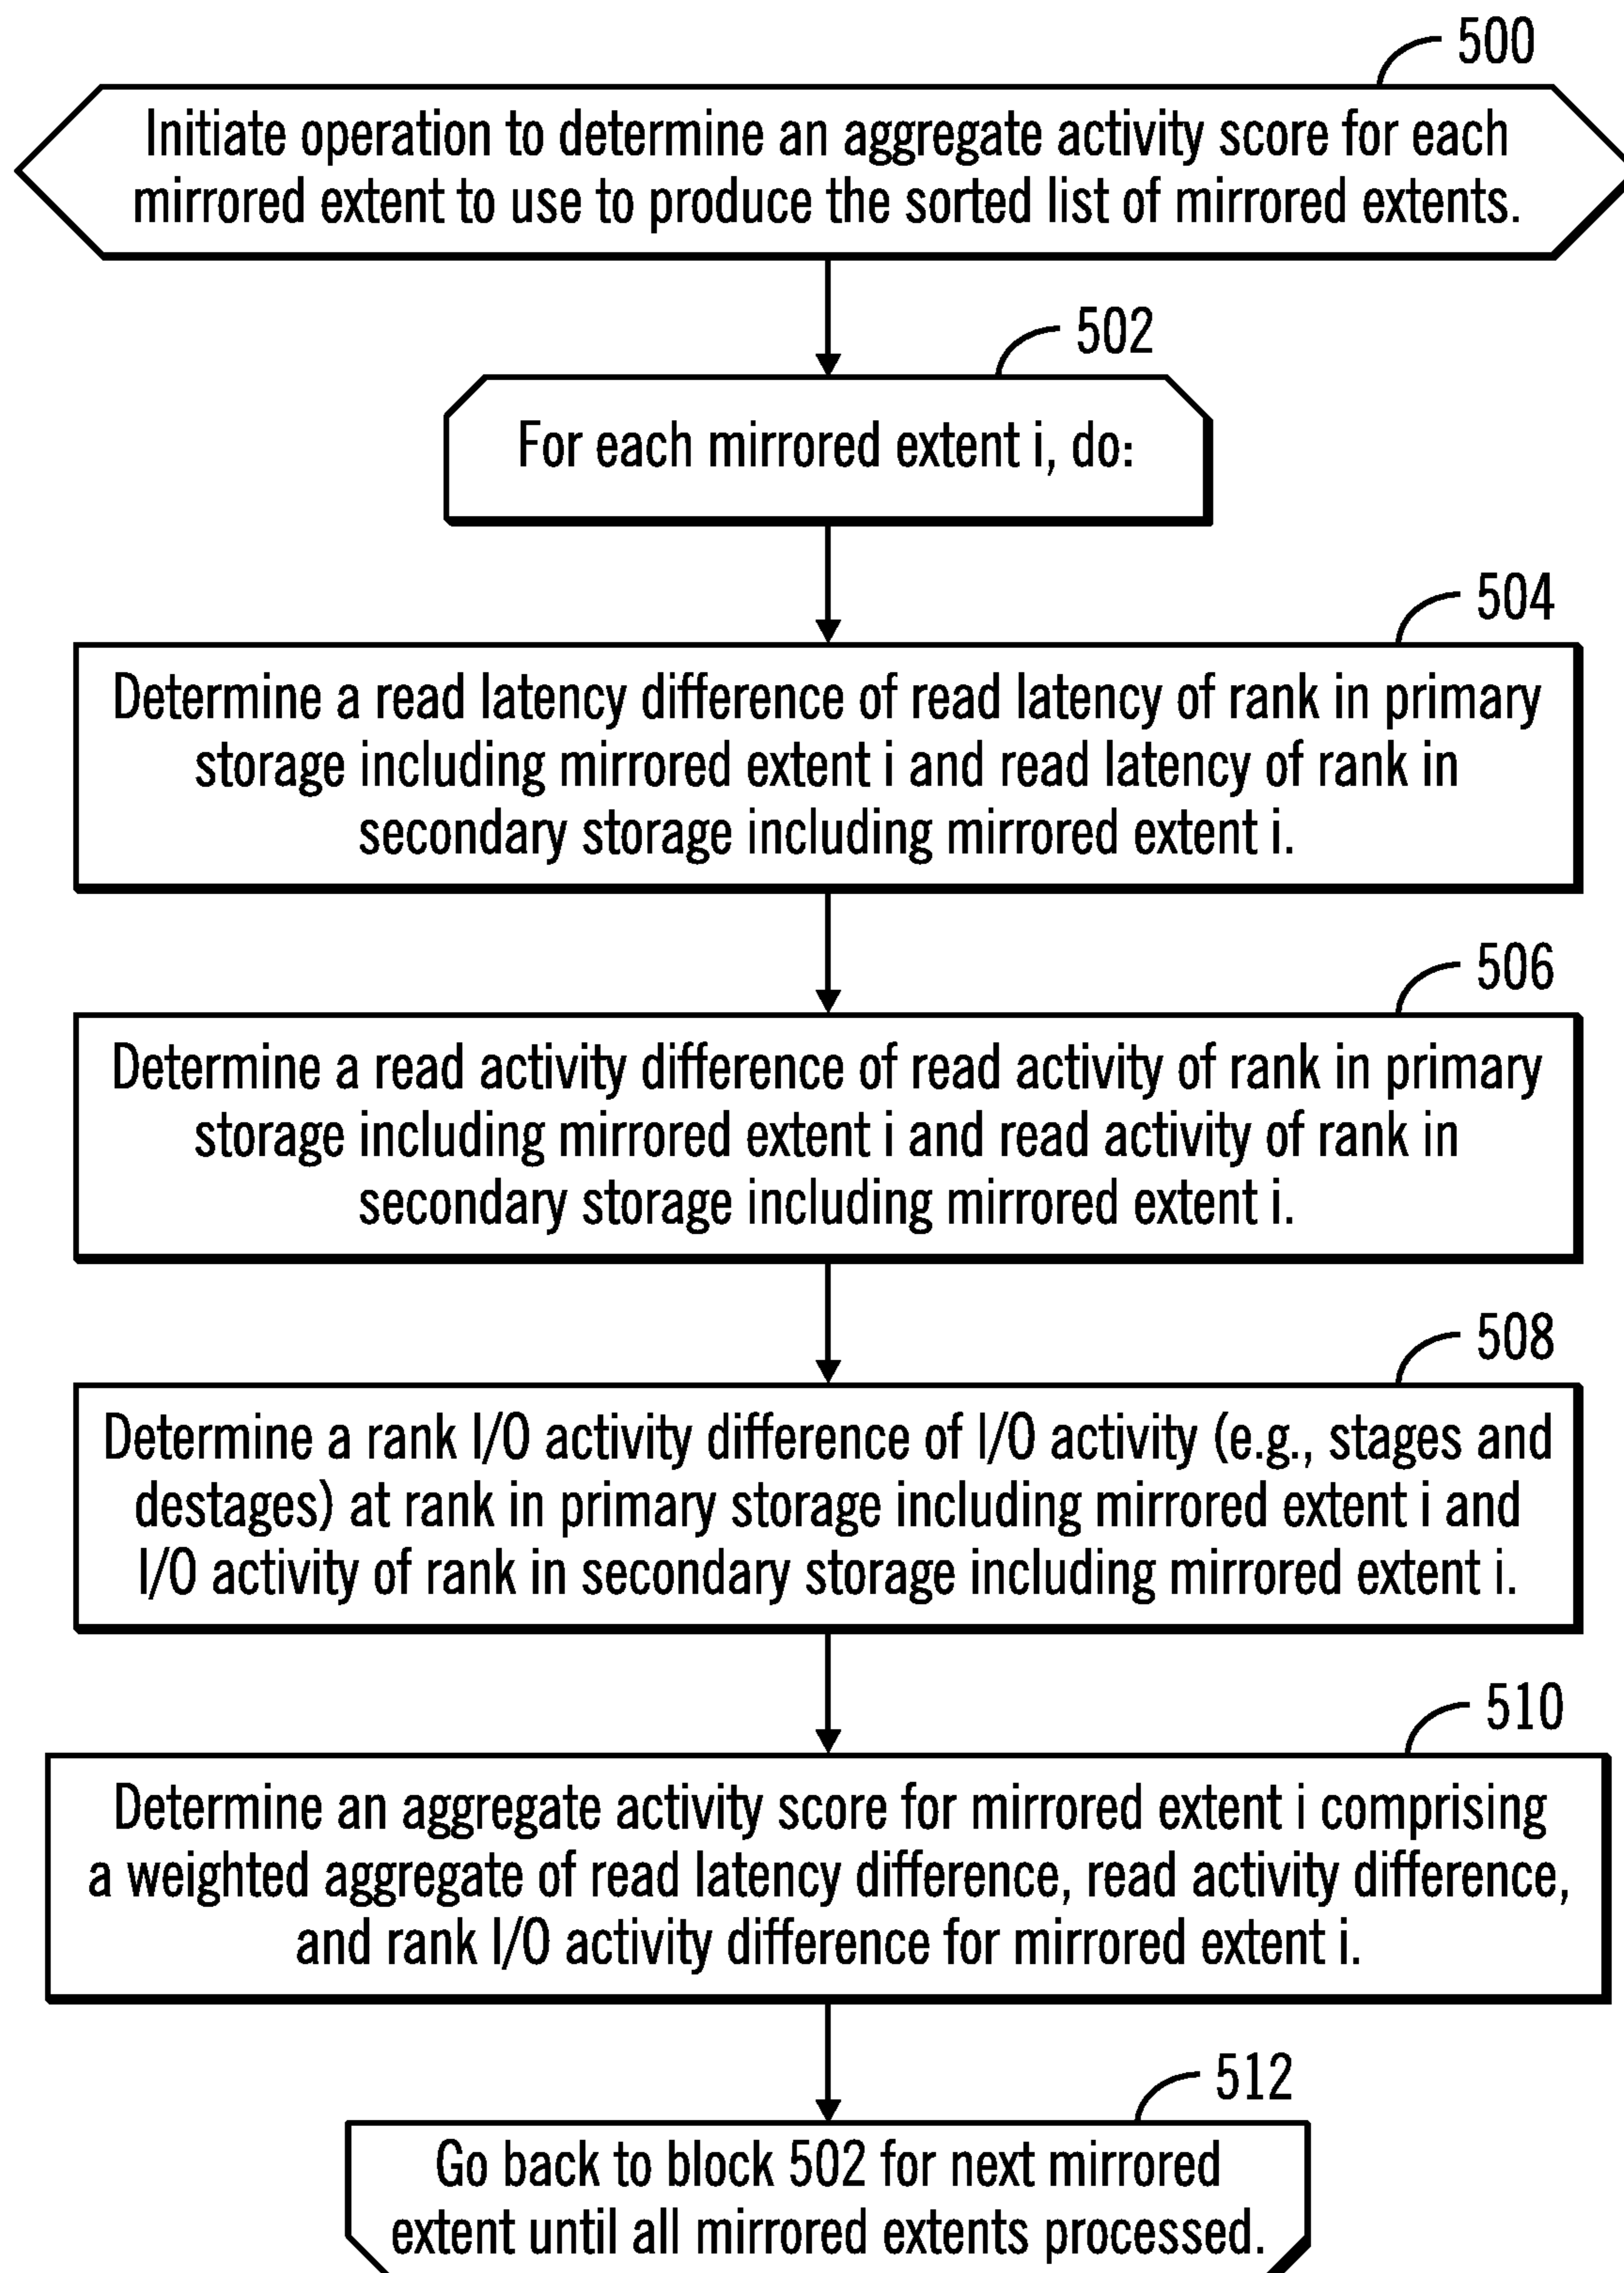 500
Initiate operation to determine an aggregate activity score for each
mirrored extent to use to produce the sorted list of mirrored extents.
502
For each mirrored extent i, do:
504
Determine a read latency difference of read latency of rank in primary
storage including mirrored extent i and read latency of rank in
secondary storage including mirrored extent i.
506
Determine a read activity difference of read activity of rank in primary
storage including mirrored extent i and read activity of rank in
secondary storage including mirrored extent i.
508
Determine a rank I/O activity difference of I/O activity (e.g., stages and
destages) at rank in primary storage including mirrored extent i and
I/O activity of rank in secondary storage including mirrored extent i.
510
Determine an aggregate activity score for mirrored extent i comprising
a weighted aggregate of read latency difference, read activity difference,
and rank I/O activity difference for mirrored extent i.
512
Go back to block 502 for next mirrored
extent until all mirrored extents processed.